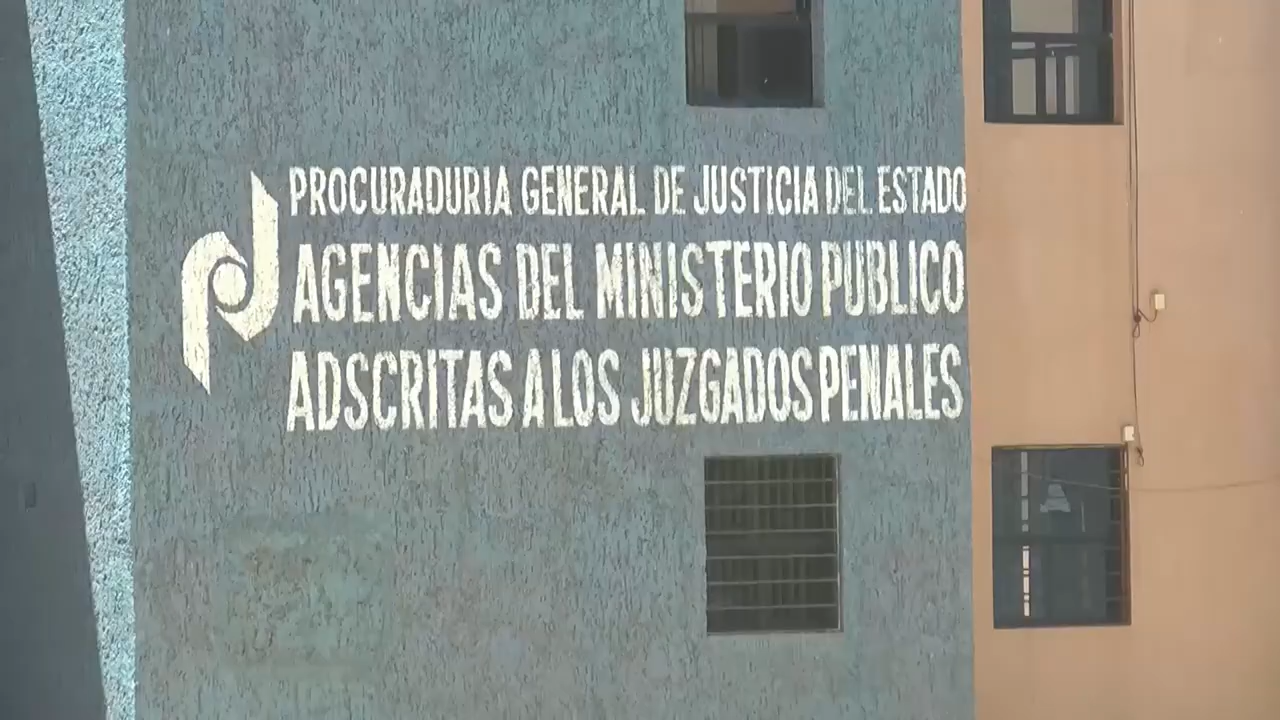 PROCURADURIA GENERAL DE JUSTICIA DEL ESTADO
AGENCIAS DEL MINISTERIO PUBLICO
ADSCRITAS A LOS JUZGADOS PENALES